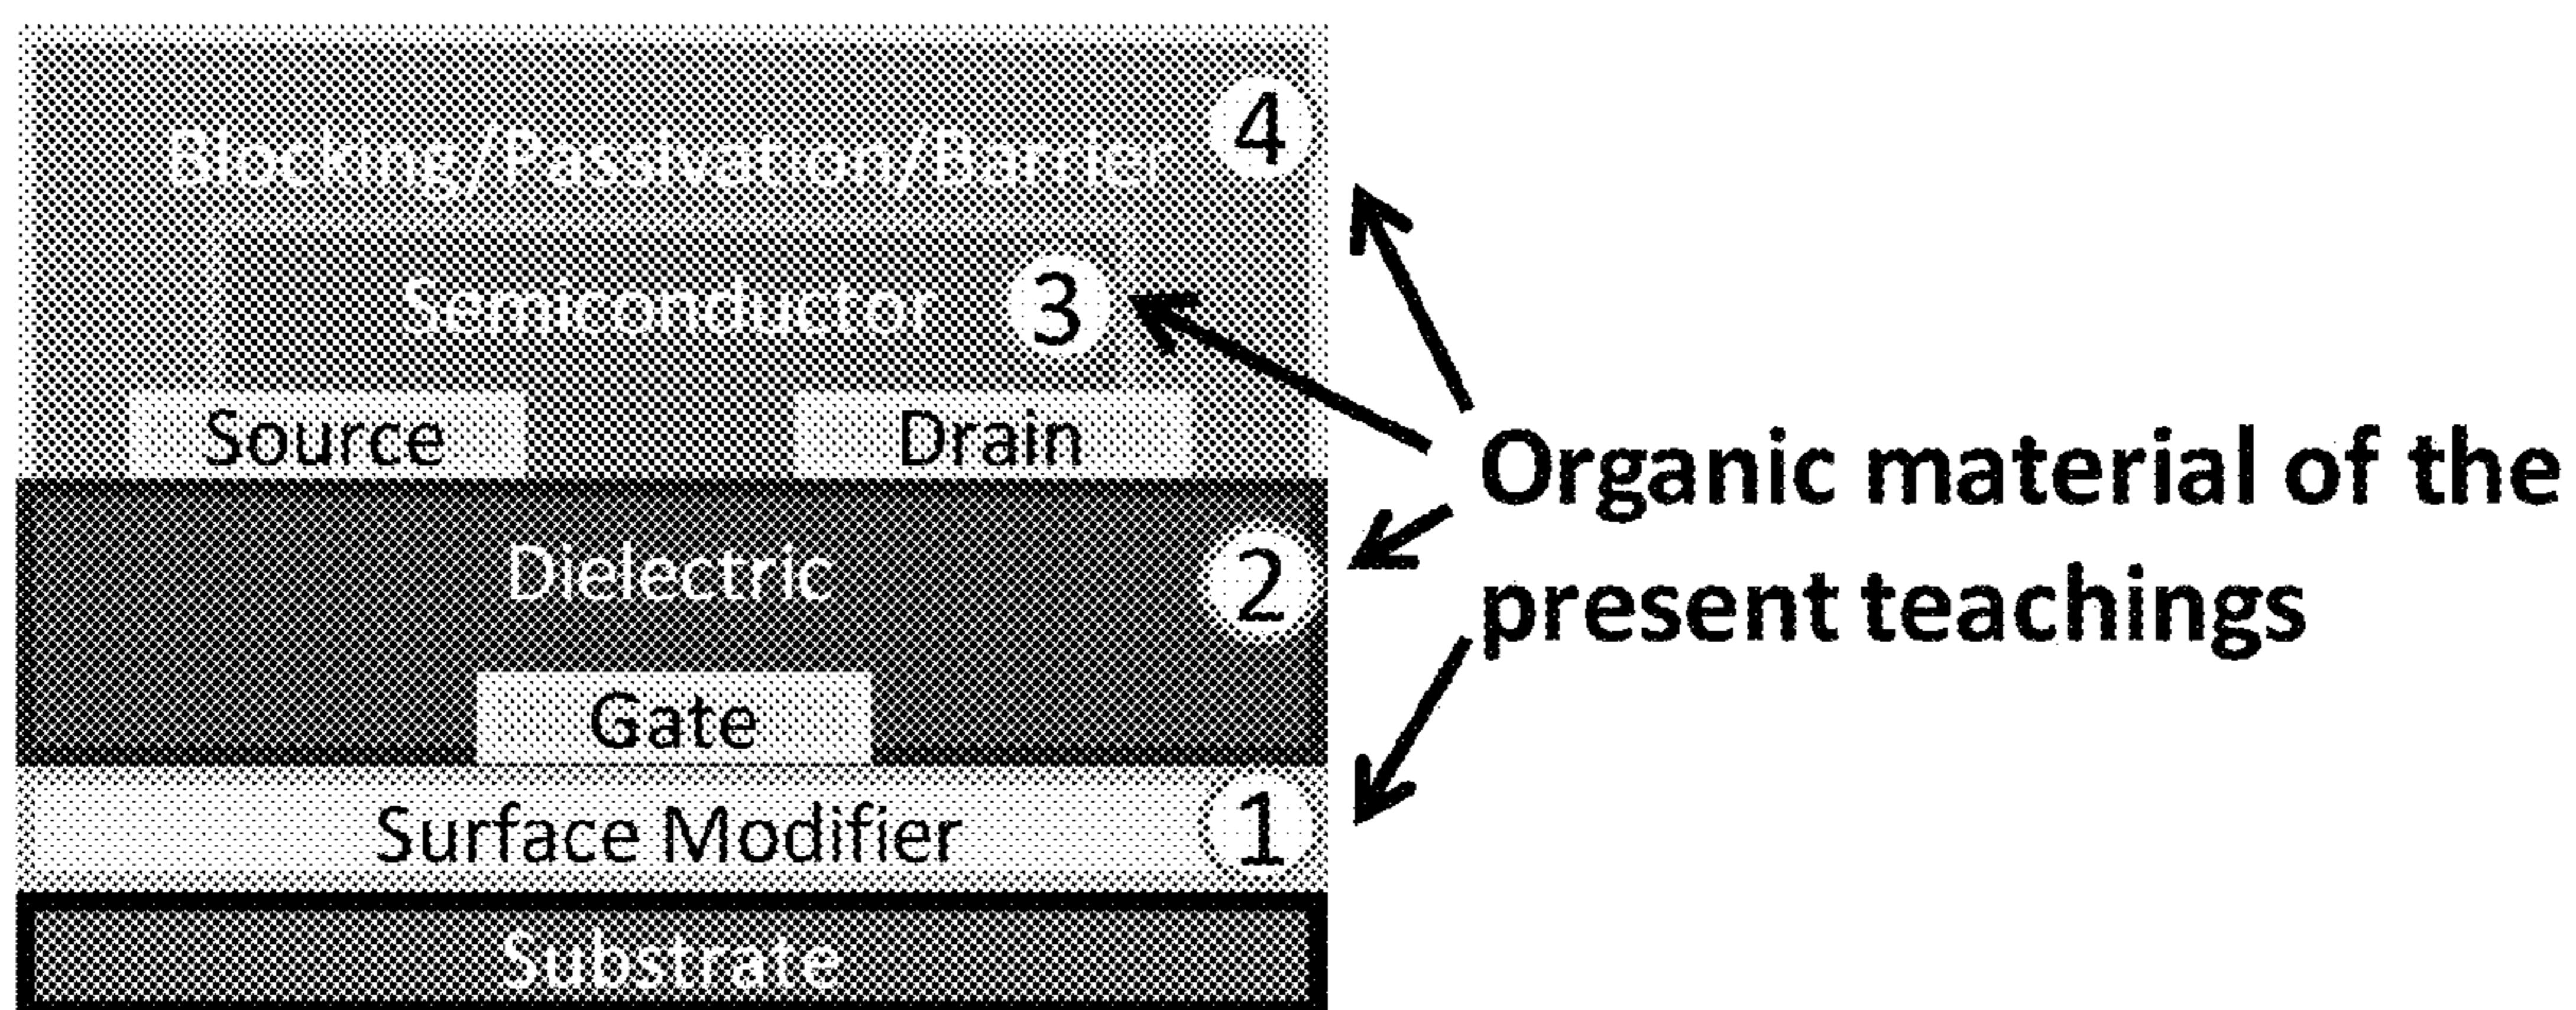 Blocking/Passivation/Barrier 4
Semiconductor 3
Source Drain
Dielectric 2
Gate
Surface Modifier 1
Substrate
Organic material of the
present teachings